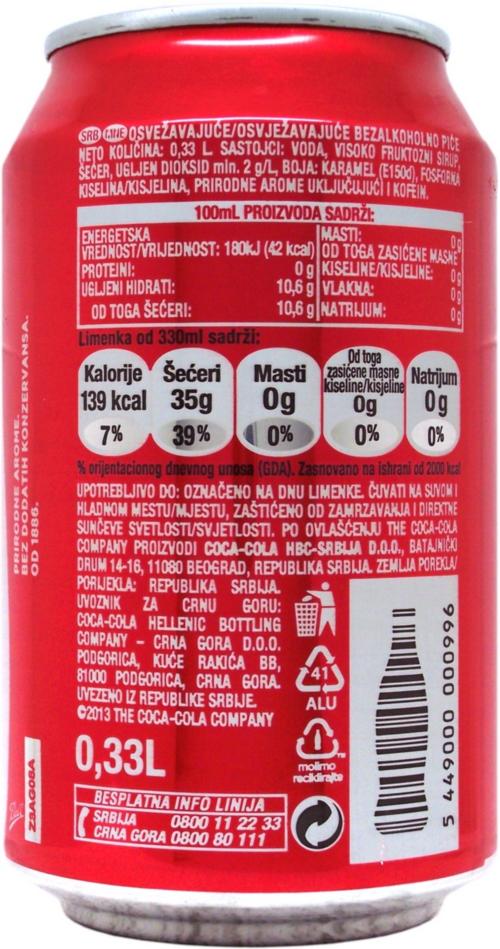 SRB MNE OSVEŽAVAJUĆE/OSVJEŽAVAJUĆE BEZALKOHOLNO PIĆE
NETO KOLIČINA: 0,33 L. SASTOJCI: VODA, VISOKO FRUKTOZNI SIRUP,
ŠEĆER, UGLJEN DIOKSID min. 2 g/L, BOJA: KARAMEL (E150d), FOSFORNA
KISELINA/KISJELINA, PRIRODNE AROME UKLJUČUJUĆI I KOFEIN.
100mL PROIZVODA SADRŽI:
ENERGETSKA
VREDNOST/VRIJEDNOST: 180kJ (42 kcal)
PROTEINI: 0 g
UGLJENI HIDRATI: 10,6 g
OD TOGA ŠEĆERI: 10,6 g
MASTI: 0 g
OD TOGA ZASIĆENE MASNE
KISELINE/KISJELINE: 0 g
VLAKNA: 0 g
NATRIJUM: 0 g
Limenka od 330ml sadrži:
Kalorije
139 kcal
7%
Šećeri
35g
39%
Masti
0g
0%
Od toga
zasićene masne
kiseline/kisjeline
0g
0%
Natrijum
0g
0%
% orijentacionog dnevnog unosa (GDA). Zasnovano na ishrani od 2000 kcal
UPOTREBLJIVO DO: OZNAČENO NA DNU LIMENKE. ČUVATI NA SUVOM I
HLADNOM MESTU/MJESTU, ZAŠTIĆENO OD ZAMRZAVANJA I DIREKTNE
SUNČEVE SVETLOSTI/SVJETLOSTI. PO OVLAŠĆENJU THE COCA-COLA
COMPANY PROIZVODI COCA-COLA HBC-SRBIJA D.O.O., BATAJNIČKI
DRUM 14-16, 11080 BEOGRAD, REPUBLIKA SRBIJA. ZEMLJA POREKLA/
PORIJEKLA: REPUBLIKA SRBIJA.
UVOZNIK ZA CRNU GORU:
COCA-COLA HELLENIC BOTTLING
COMPANY – CRNA GORA D.O.O.
PODGORICA, KUĆE RAKIĆA BB,
81000 PODGORICA, CRNA GORA.
UVEZENO IZ REPUBLIKE SRBIJE.
©2013 THE COCA-COLA COMPANY
0,33L
BESPLATNA INFO LINIJA
SRBIJA 0800 11 22 33
CRNA GORA 0800 80 111
41
ALU
molimo
reciklirajte
5 449000 000996
PRIRODNE AROME.
BEZ DODATIH KONZERVANSA.
OD 1886.
Ball
28AG08A